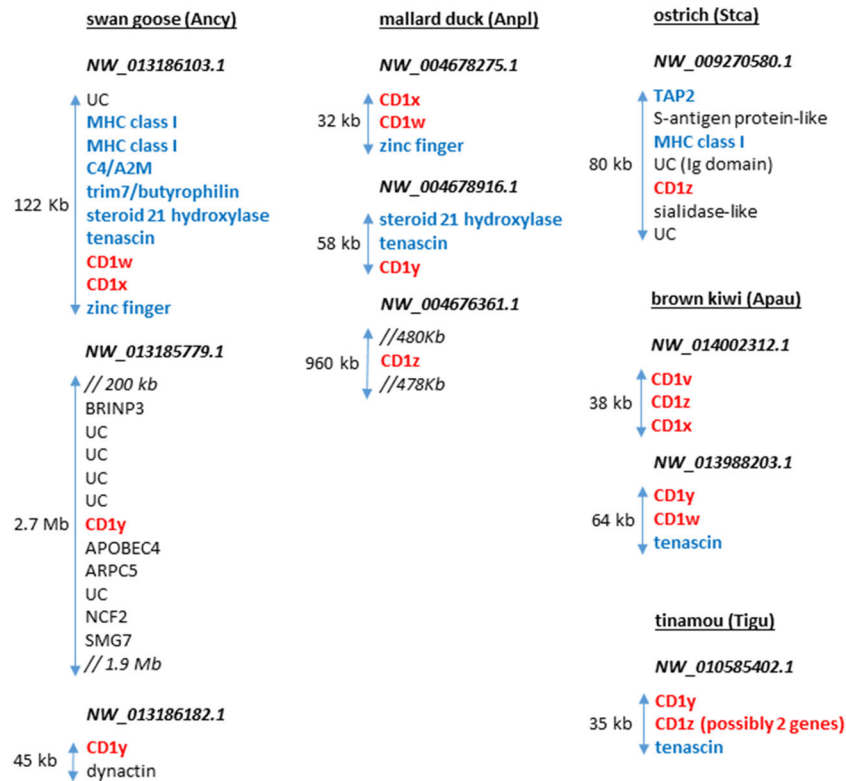 swan goose (Ancy)
NW_013186103.1
122 Kb
UC
MHC class I
MHC class I
C4/A2M
trim7/butyrophilin
steroid 21 hydroxylase
tenascin
CD1w
CD1x
zinc finger
NW_013185779.1
2.7 Mb
// 200 kb
BRINP3
UC
UC
UC
UC
CD1y
APOBEC4
ARPC5
UC
NCF2
SMG7
// 1.9 Mb
NW_013186182.1
45 kb
CD1y
dynactin
mallard duck (Anpl)
NW_004678275.1
32 kb
CD1x
CD1w
zinc finger
NW_004678916.1
58 kb
steroid 21 hydroxylase
tenascin
CD1y
NW_004676361.1
960 kb
//480Kb
CD1z
//478Kb
ostrich (Stca)
NW_009270580.1
80 kb
TAP2
S-antigen protein-like
MHC class I
UC (Ig domain)
CD1z
sialidase-like
UC
brown kiwi (Apau)
NW_014002312.1
38 kb
CD1v
CD1z
CD1x
NW_013988203.1
64 kb
CD1y
CD1w
tenascin
tinamou (Tigu)
NW_010585402.1
35 kb
CD1y
CD1z (possibly 2 genes)
tenascin